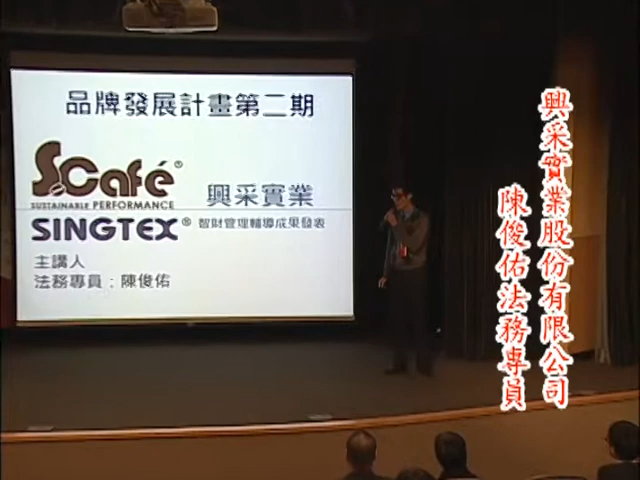 品牌發展計畫第二期
S.Café®
SUSTAINABLE PERFORMANCE
興采實業
SINGTEX®
智財管理輔導成果發表
主講人
法務專員：陳俊佑
興采實業股份有限公司
陳俊佑法務專員